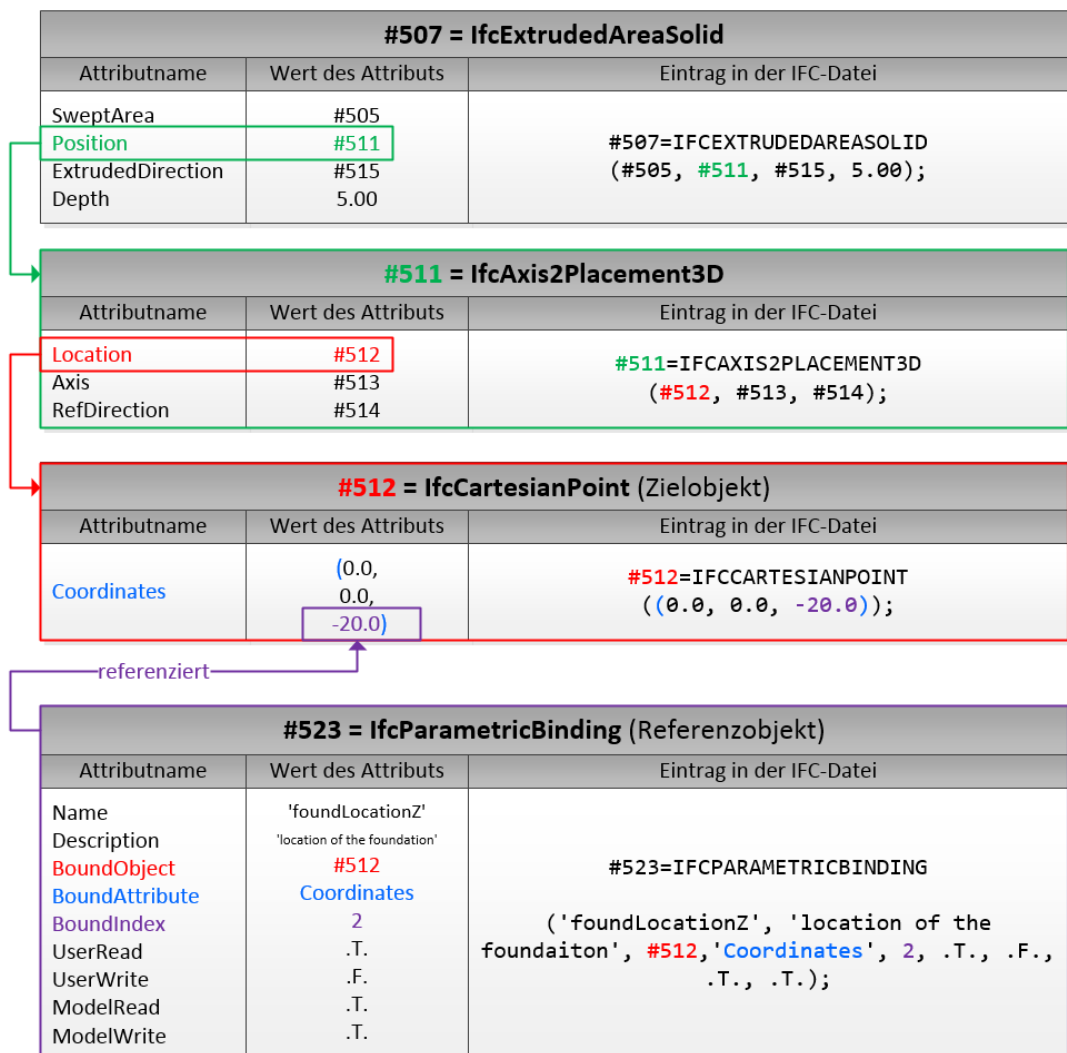 #507 = IfcExtrudedAreaSolid
Attributname Wert des Attributs Eintrag in der IFC-Datei
SweptArea #505
Position #511
ExtrudedDirection #515
Depth 5.00
#507=IFCEXTRUDEDAREASOLID
(#505, #511, #515, 5.00);
#511 = IfcAxis2Placement3D
Attributname Wert des Attributs Eintrag in der IFC-Datei
Location #512
Axis #513
RefDirection #514
#511=IFCAXIS2PLACEMENT3D
(#512, #513, #514);
#512 = IfcCartesianPoint (Zielobjekt)
Attributname Wert des Attributs Eintrag in der IFC-Datei
Coordinates
(0.0,
0.0,
-20.0)
#512=IFCCARTESIANPOINT
((0.0, 0.0, -20.0));
referenziert
#523 = IfcParametricBinding (Referenzobjekt)
Attributname Wert des Attributs Eintrag in der IFC-Datei
Name 'foundLocationZ'
Description 'location of the foundation'
BoundObject #512
BoundAttribute Coordinates
BoundIndex 2
UserRead .T.
UserWrite .F.
ModelRead .T.
ModelWrite .T.
#523=IFCPARAMETRICBINDING
('foundLocationZ', 'location of the
foundaiton', #512,'Coordinates', 2, .T., .F.,
.T., .T.);